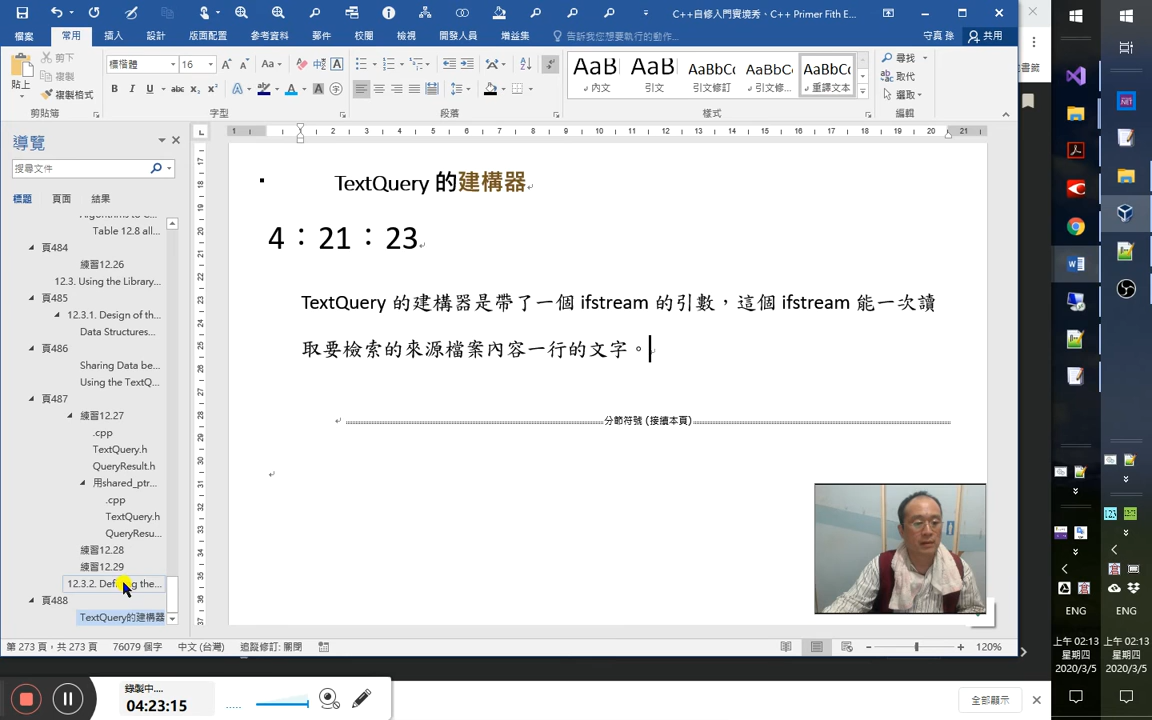 C++自修入門實境秀、C++ Primer Fith E...
檔案 常用 插入 設計 版面配置 參考資料 郵件 校閱 檢視 開發人員 增益集 告訴我您想要執行的動作... 守真 孫 共用
貼上
剪下
複製
複製格式
剪貼簿
標楷體 16
字型
段落
AaB AaB AaBbC AaBbC AaBbCc
內文 引文 引文修訂 引文修... 重譯文本
樣式
尋找
取代
選取
編輯
導覽
搜尋文件
標題 頁面 結果
Table 12.8 all...
頁484
練習12.26
12.3. Using the Library...
頁485
12.3.1. Design of th...
Data Structures...
頁486
Sharing Data be...
Using the TextQ...
頁487
練習12.27
.cpp
TextQuery.h
QueryResult.h
用shared_ptr...
.cpp
TextQuery.h
QueryResu...
練習12.28
練習12.29
頁488
TextQuery的建構器
TextQuery 的建構器
4：21：23
TextQuery 的建構器是帶了一個 ifstream 的引數，這個 ifstream 能一次讀
取要檢索的來源檔案內容一行的文字。
分節符號 (接續本頁)
第 273 頁，共 273 頁 76079 個字 中文 (台灣) 追蹤修訂: 關閉 120%
錄製中....
04:23:15
全部顯示
ENG ENG
上午 02:13 上午 02:13
星期四 星期四
2020/3/5 2020/3/5